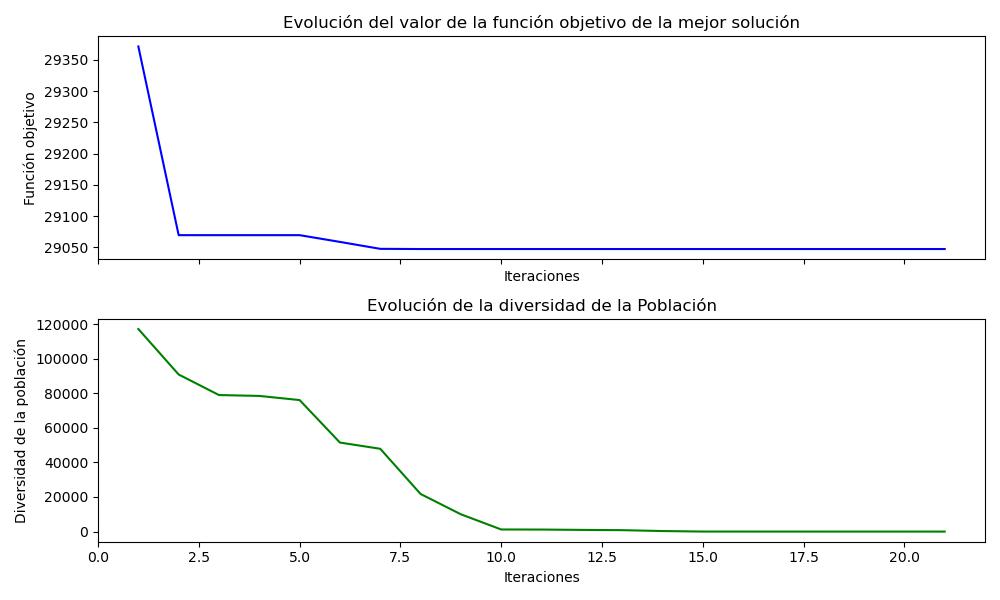 Evolución del valor de la función objetivo de la mejor solución
Función objetivo
29350
29300
29250
29200
29150
29100
29050
Iteraciones
Evolución de la diversidad de la Población
Diversidad de la población
120000
100000
80000
60000
40000
20000
0
0.0 2.5 5.0 7.5 10.0 12.5 15.0 17.5 20.0
Iteraciones